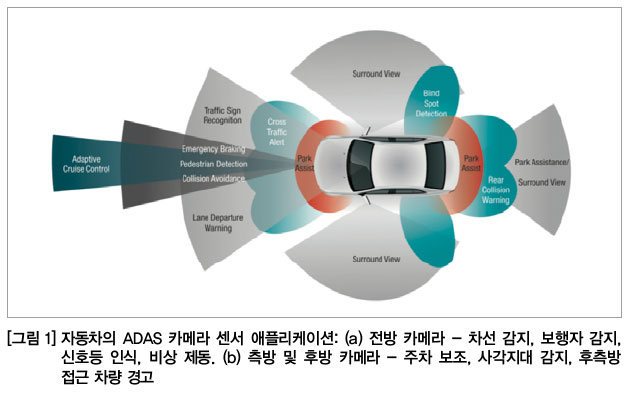 Surround View
Blind
Spot
Detection
Traffic Sign
Recognition
Cross
Traffic
Alert
Adaptive
Cruise Control
Emergency Braking
Pedestrian Detection
Collision Avoidance
Park
Assist
Park
Assist
Park Assistance/
Surround View
Rear
Collision
Warning
Lane Departure
Warning
Surround View
[그림 1] 자동차의 ADAS 카메라 센서 애플리케이션: (a) 전방 카메라 – 차선 감지, 보행자 감지,
신호등 인식, 비상 제동. (b) 측방 및 후방 카메라 – 주차 보조, 사각지대 감지, 후측방
접근 차량 경고